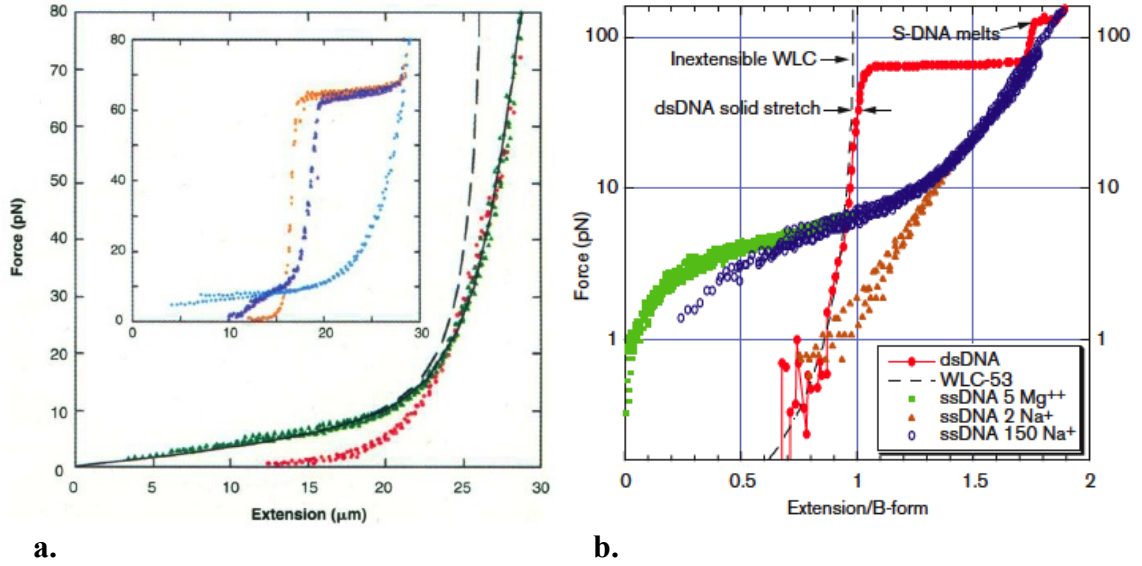 80
70
60
50
40
30
20
10
0
Force (pN)
0
5
10
15
20
25
30
Extension (μm)
80
60
40
20
0
0
10
20
30
a.
100
10
1
Force (pN)
100
10
1
Inextensible WLC
dsDNA solid stretch
S-DNA melts
dsDNA
WLC-53
ssDNA 5 Mg⁺⁺
ssDNA 2 Na⁺
ssDNA 150 Na⁺
0
0.5
1
1.5
2
Extension/B-form
b.